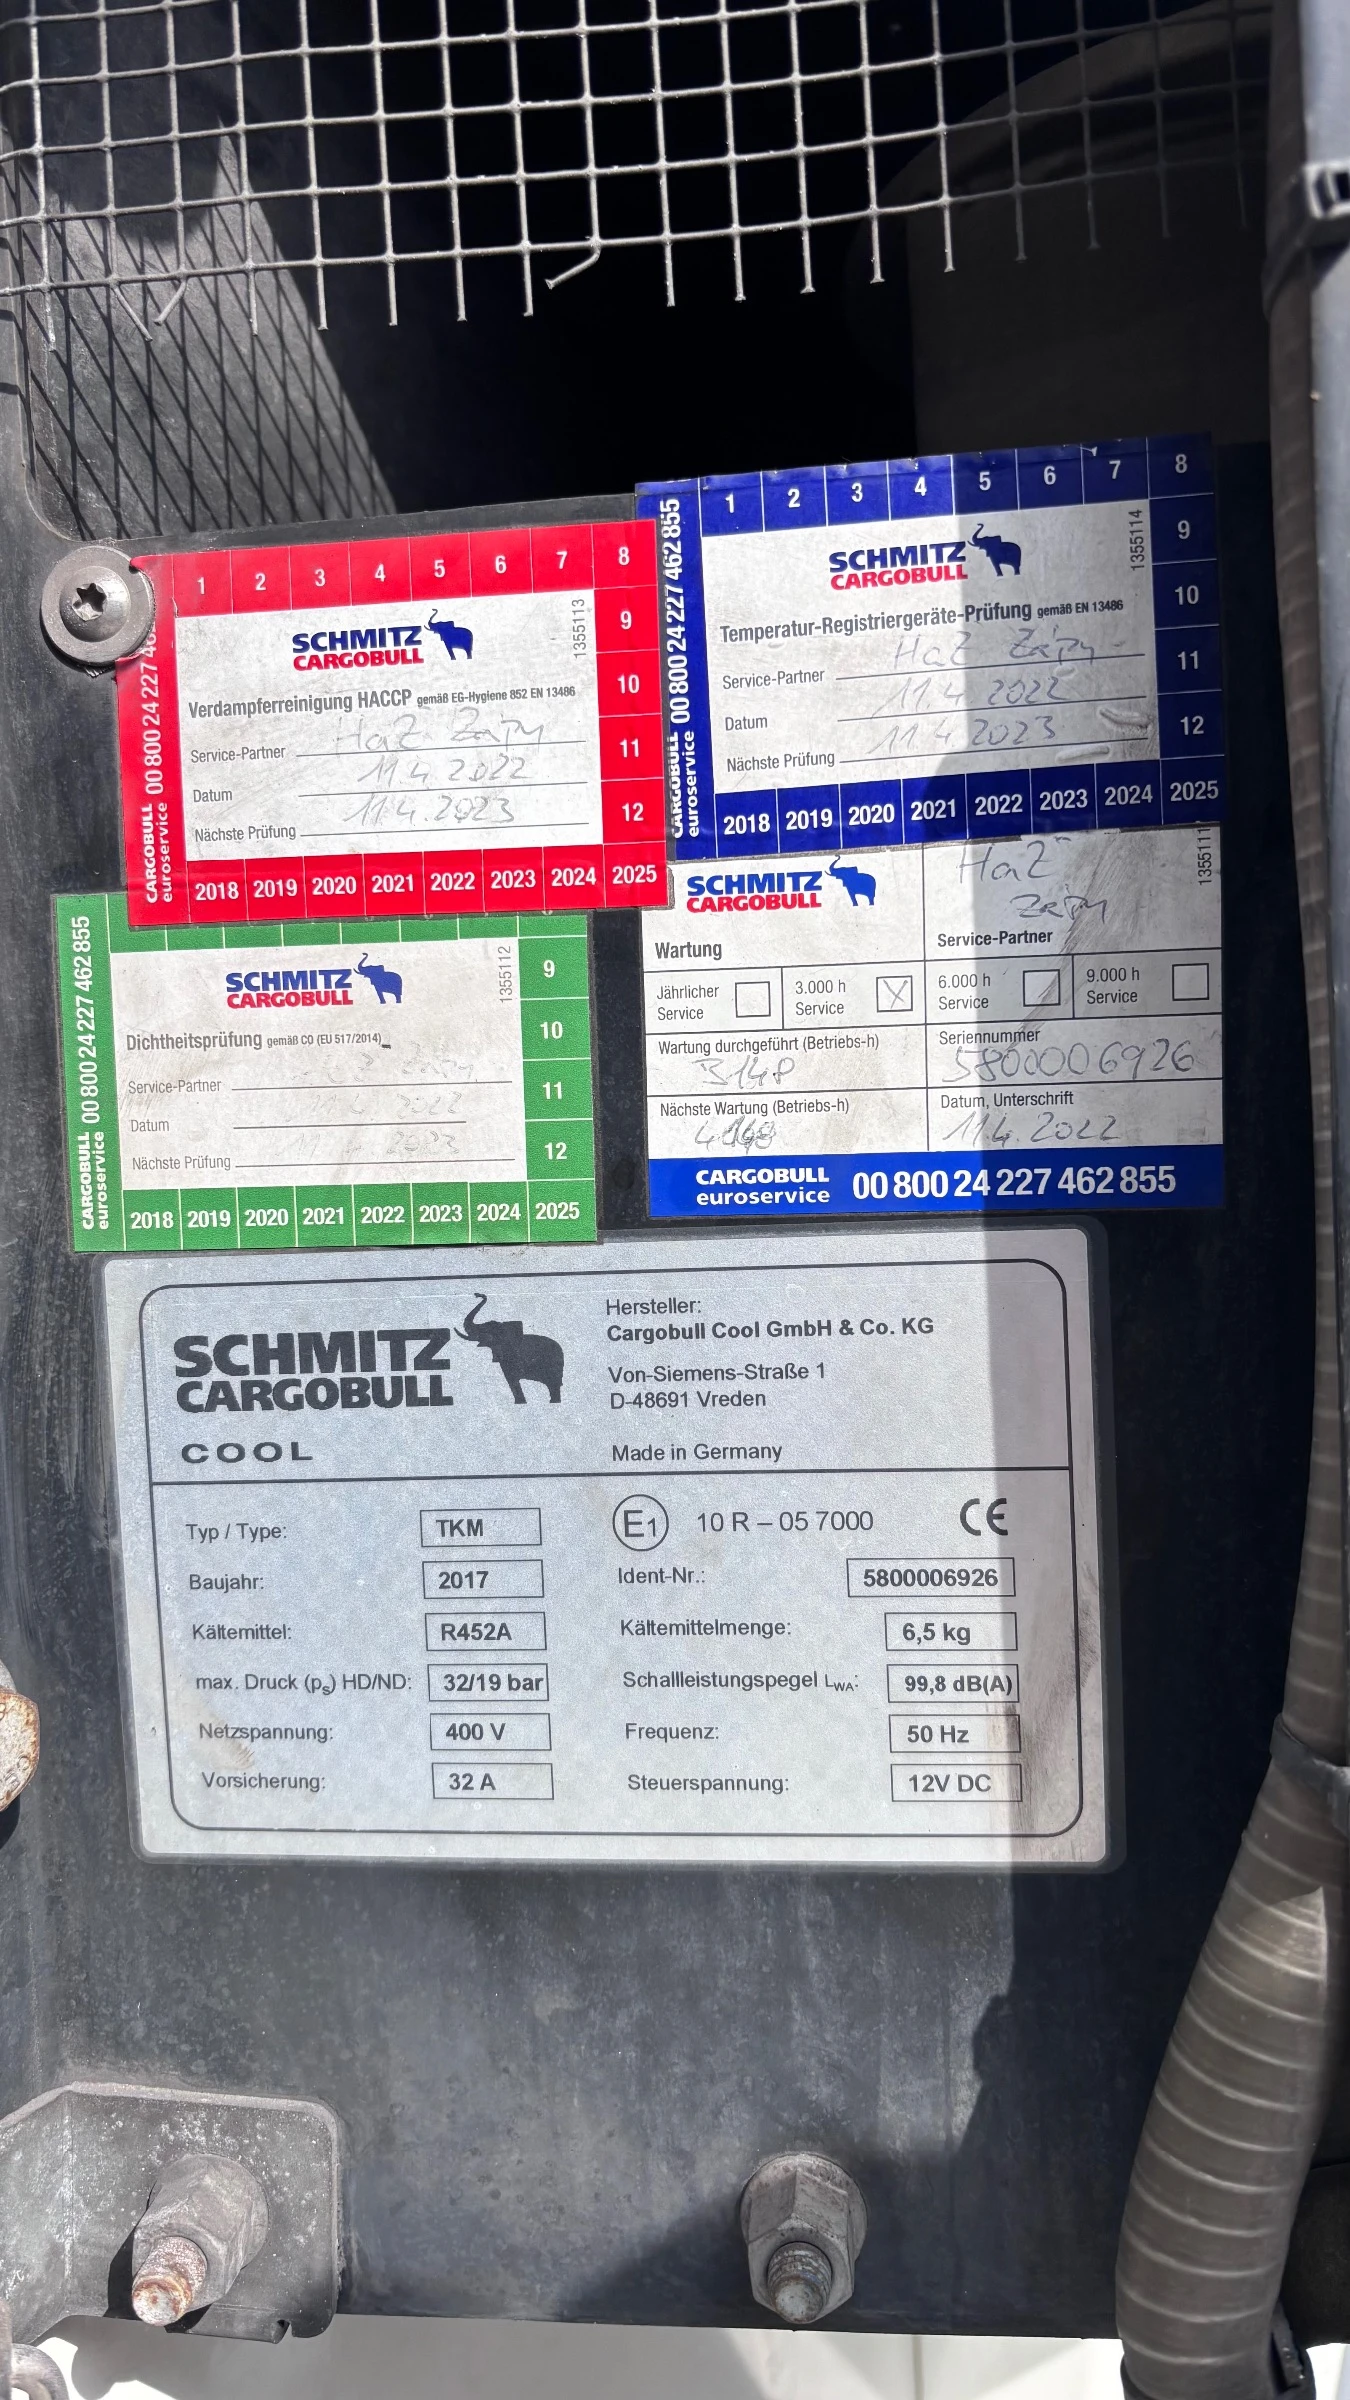 1 2 3 4 5 6 7 8
9
10
11
12
CARGOBULL euroservice 00 800 24 227 462 855
SCHMITZ
CARGOBULL
1355114
Temperatur-Registriergeräte-Prüfung gemäß EN 13486
Service-Partner HaZ
Datum 11.4 2022
Nächste Prüfung 11.4 2023
2018 2019 2020 2021 2022 2023 2024 2025
1 2 3 4 5 6 7 8
9
10
11
12
CARGOBULL euroservice 00 800 24 227 46
SCHMITZ
CARGOBULL
1355113
Verdampferreinigung HACCP gemäß EG-Hygiene 852 EN 13486
Service-Partner HaZ
Datum 11.4.2022
Nächste Prüfung 11.4.2023
2018 2019 2020 2021 2022 2023 2024 2025
9
10
11
12
CARGOBULL euroservice 00 800 24 227 462 855
SCHMITZ
CARGOBULL
1355112
Dichtheitsprüfung gemäß CO (EU 517/2014)
Service-Partner
Datum 2022
Nächste Prüfung 2023
2018 2019 2020 2021 2022 2023 2024 2025
SCHMITZ
CARGOBULL
HaZ
1355111
Wartung
Service-Partner
Jährlicher Service
3.000 h Service X
6.000 h Service
9.000 h Service
Wartung durchgeführt (Betriebs-h)
Seriennummer
5800006926
Nächste Wartung (Betriebs-h)
Datum, Unterschrift
11.4.2022
CARGOBULL
euroservice
00 800 24 227 462 855
SCHMITZ
CARGOBULL
COOL
Hersteller:
Cargobull Cool GmbH & Co. KG
Von-Siemens-Straße 1
D-48691 Vreden
Made in Germany
Typ / Type: TKM
E1 10 R – 05 7000 CE
Baujahr: 2017
Ident-Nr.: 5800006926
Kältemittel: R452A
Kältemittelmenge: 6,5 kg
max. Druck (ps) HD/ND: 32/19 bar
Schallleistungspegel LWA: 99,8 dB(A)
Netzspannung: 400 V
Frequenz: 50 Hz
Vorsicherung: 32 A
Steuerspannung: 12V DC